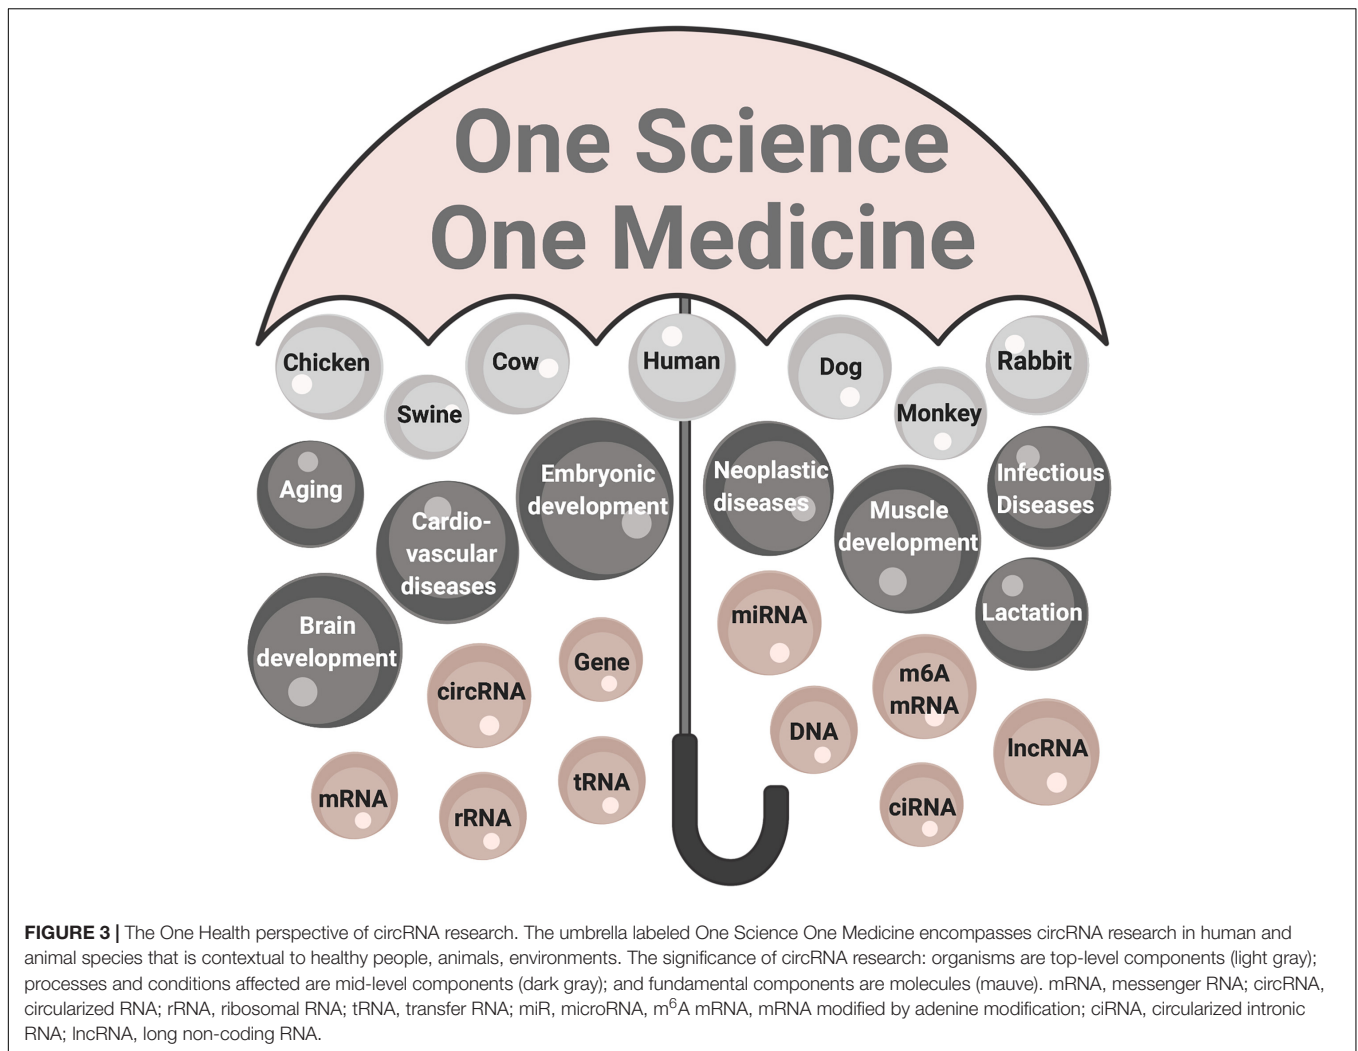 One Science
One Medicine
Chicken
Cow
Human
Dog
Rabbit
Swine
Monkey
Aging
Cardio-
vascular
diseases
Embryonic
development
Neoplastic
diseases
Muscle
development
Infectious
Diseases
Brain
development
Lactation
circRNA
Gene
miRNA
m6A
mRNA
DNA
lncRNA
mRNA
rRNA
tRNA
ciRNA
FIGURE 3 | The One Health perspective of circRNA research. The umbrella labeled One Science One Medicine encompasses circRNA research in human and
animal species that is contextual to healthy people, animals, environments. The significance of circRNA research: organisms are top-level components (light gray);
processes and conditions affected are mid-level components (dark gray); and fundamental components are molecules (mauve). mRNA, messenger RNA; circRNA,
circularized RNA; rRNA, ribosomal RNA; tRNA, transfer RNA; miR, microRNA, m⁶A mRNA, mRNA modified by adenine modification; ciRNA, circularized intronic
RNA; lncRNA, long non-coding RNA.